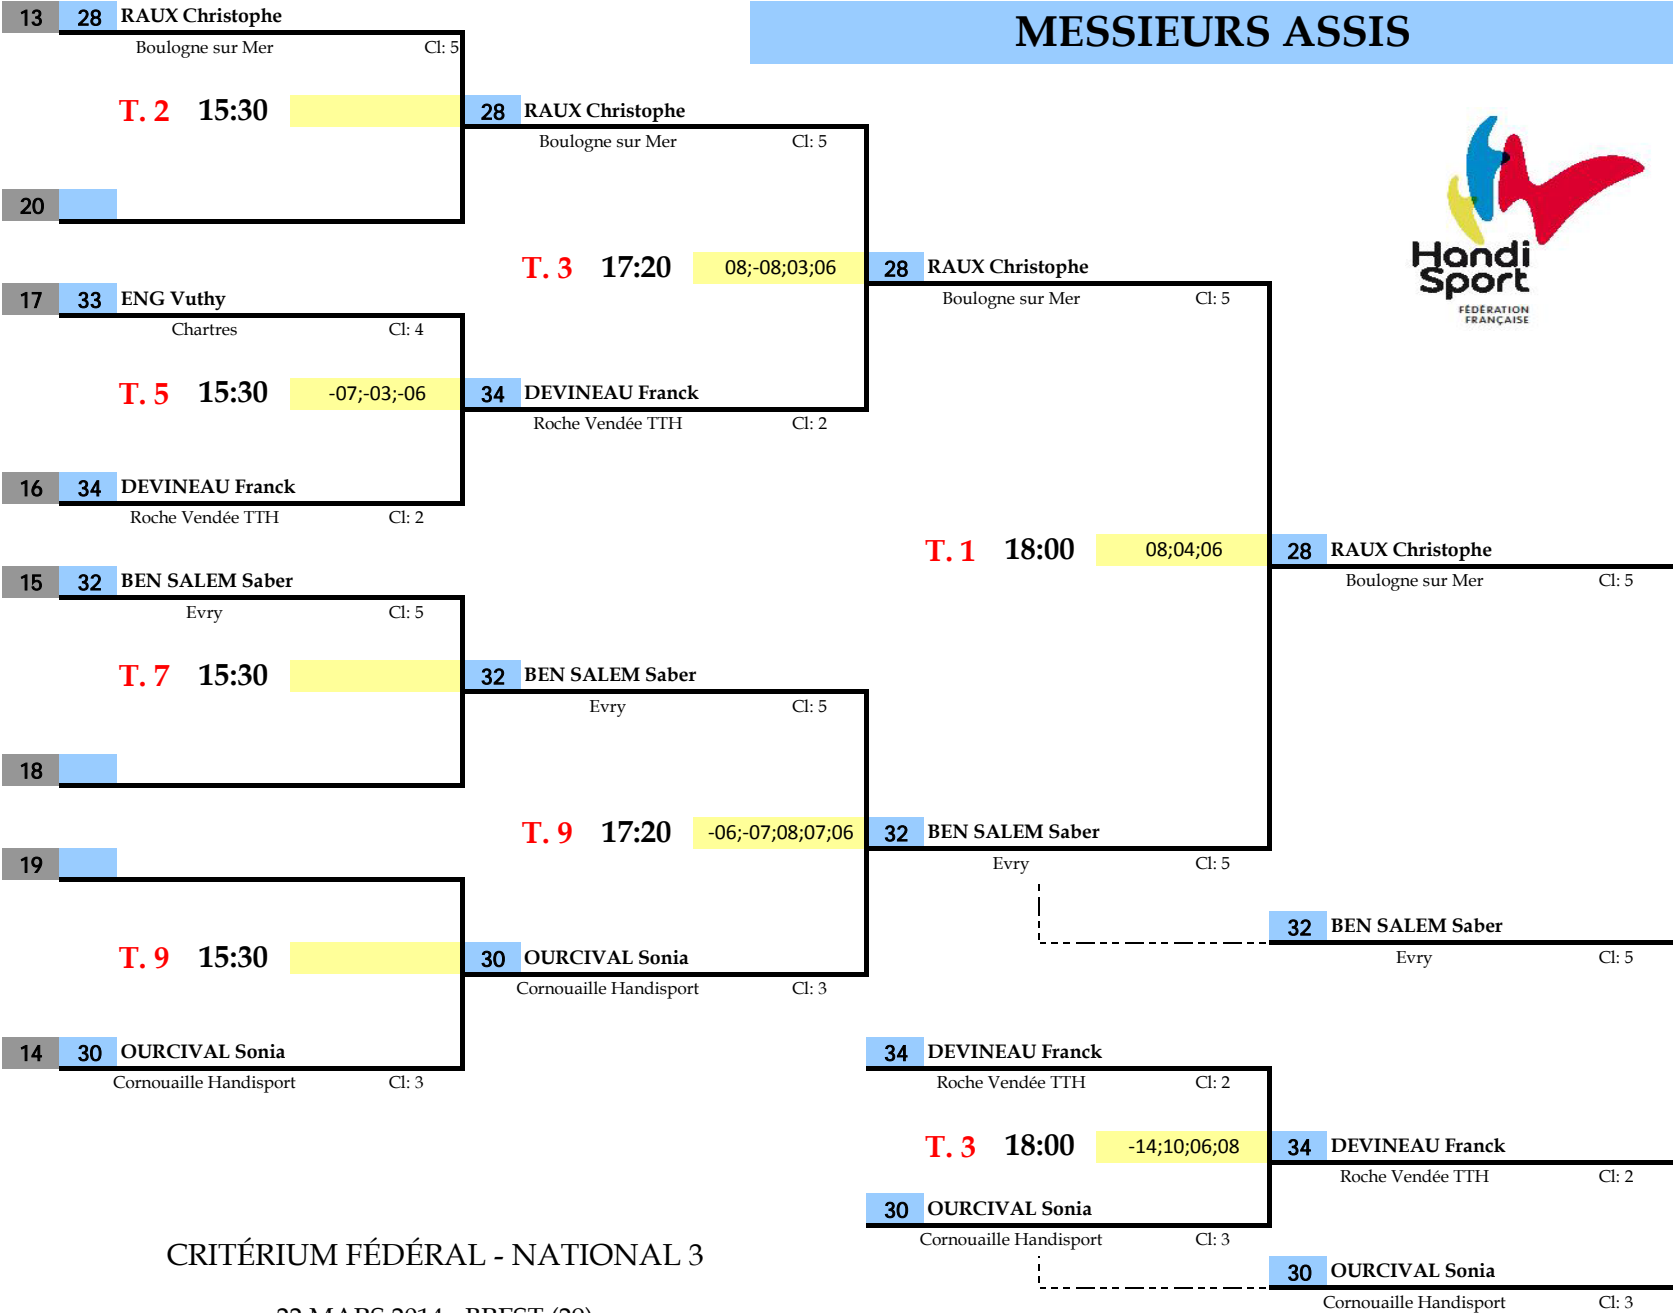 13 28 RAUX Christophe
MESSIEURS ASSIS
Boulogne sur Mer Cl: 5
T. 2 15:30
28 RAUX Christophe
Boulogne sur Mer Cl: 5
20
Handi
Sport
FÉDÉRATION
FRANÇAISE
T. 3 17:20 08;-08;03;06
28 RAUX Christophe
Boulogne sur Mer Cl: 5
17 33 ENG Vuthy
Chartres Cl: 4
T. 5 15:30 -07;-03;-06
34 DEVINEAU Franck
Roche Vendée TTH Cl: 2
16 34 DEVINEAU Franck
Roche Vendée TTH Cl: 2
T. 1 18:00 08;04;06
28 RAUX Christophe
Boulogne sur Mer Cl: 5
15 32 BEN SALEM Saber
Evry Cl: 5
T. 7 15:30
32 BEN SALEM Saber
Evry Cl: 5
18
T. 9 17:20 -06;-07;08;07;06
32 BEN SALEM Saber
Evry Cl: 5
19
32 BEN SALEM Saber
Evry Cl: 5
T. 9 15:30
30 OURCIVAL Sonia
Cornouaille Handisport Cl: 3
14 30 OURCIVAL Sonia
Cornouaille Handisport Cl: 3
34 DEVINEAU Franck
Roche Vendée TTH Cl: 2
T. 3 18:00 -14;10;06;08
34 DEVINEAU Franck
Roche Vendée TTH Cl: 2
30 OURCIVAL Sonia
Cornouaille Handisport Cl: 3
30 OURCIVAL Sonia
Cornouaille Handisport Cl: 3
CRITÉRIUM FÉDÉRAL - NATIONAL 3
22 MARS 2014 - BREST (29)